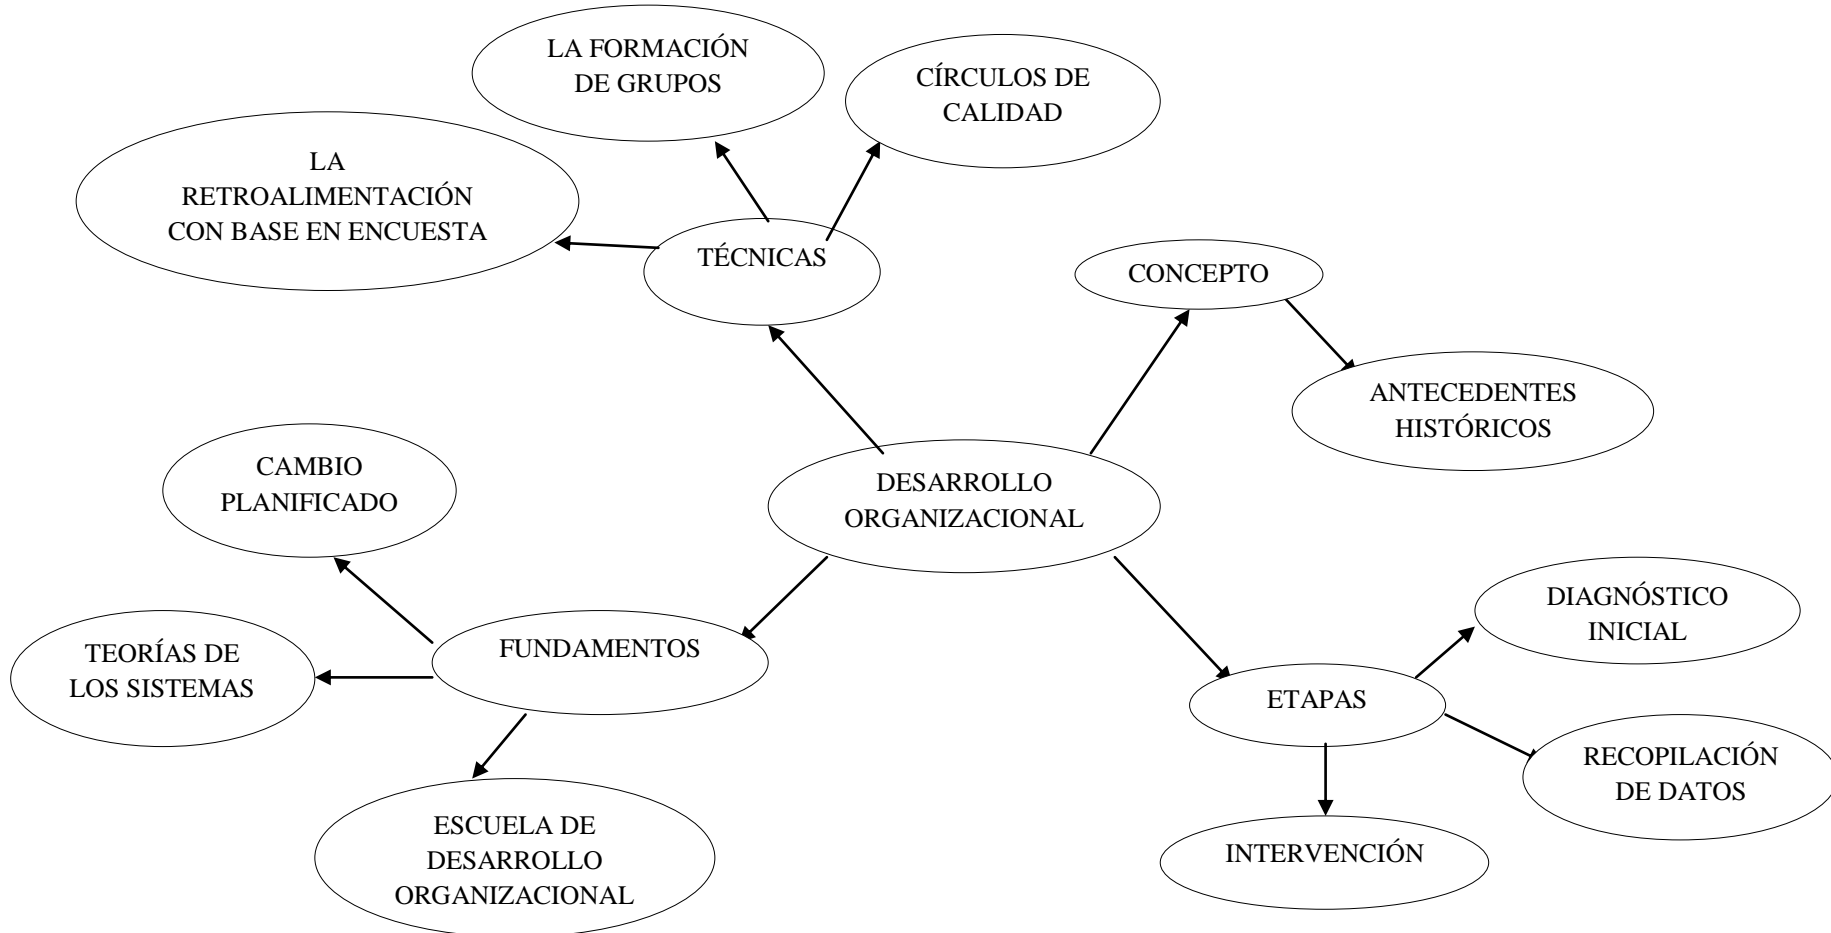 LA FORMACIÓN
DE GRUPOS
CÍRCULOS DE
CALIDAD
LA
RETROALIMENTACIÓN
CON BASE EN ENCUESTA
TÉCNICAS
CONCEPTO
ANTECEDENTES
HISTÓRICOS
CAMBIO
PLANIFICADO
DESARROLLO
ORGANIZACIONAL
DIAGNÓSTICO
INICIAL
TEORÍAS DE
LOS SISTEMAS
FUNDAMENTOS
ETAPAS
RECOPILACIÓN
DE DATOS
ESCUELA DE
DESARROLLO
ORGANIZACIONAL
INTERVENCIÓN